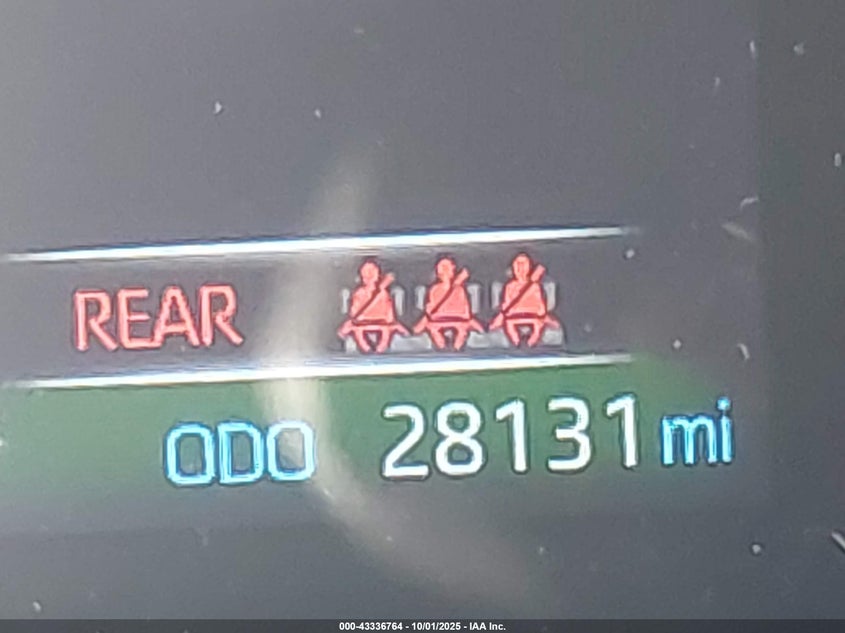 REAR
ODO 28131 mi
000-43336764 - 10/01/2025 - IAA Inc.